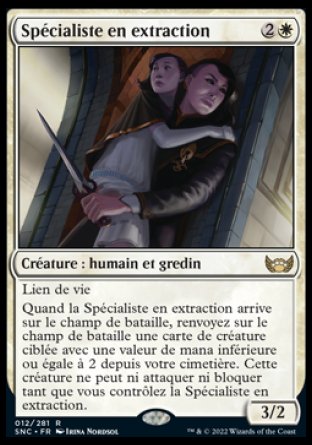 Spécialiste en extraction 2
Créature : humain et gredin
Lien de vie
Quand la Spécialiste en extraction arrive
sur le champ de bataille, renvoyez sur le
champ de bataille une carte de créature
ciblée avec une valeur de mana inférieure
ou égale à 2 depuis votre cimetière. Cette
créature ne peut ni attaquer ni bloquer
tant que vous contrôlez la Spécialiste en
extraction.
3/2
012/281 R
SNC • FR Irina Nordsol
™ & © 2022 Wizards of the Coast